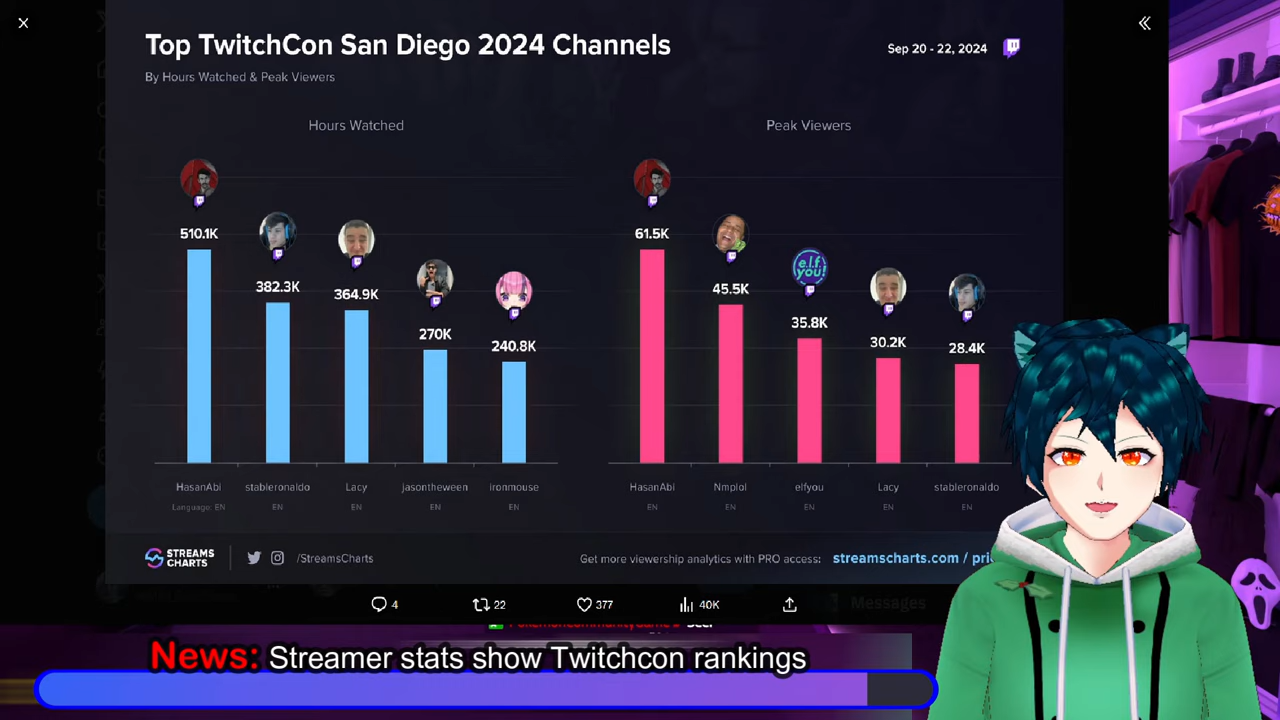 Top TwitchCon San Diego 2024 Channels
Sep 20 - 22, 2024
By Hours Watched & Peak Viewers
Hours Watched
Peak Viewers
510.1K
382.3K
364.9K
270K
240.8K
61.5K
45.5K
e.l.f.
you!
35.8K
30.2K
28.4K
HasanAbi
stableronaldo
Lacy
jasontheween
ironmouse
Language: EN
EN
EN
EN
EN
HasanAbi
Nmplol
elfyou
Lacy
stableronaldo
EN
EN
EN
EN
EN
STREAMS
CHARTS
/StreamsCharts
Get more viewership analytics with PRO access:
streamscharts.com / pri
4
22
377
40K
Messages
News: Streamer stats show Twitchcon rankings